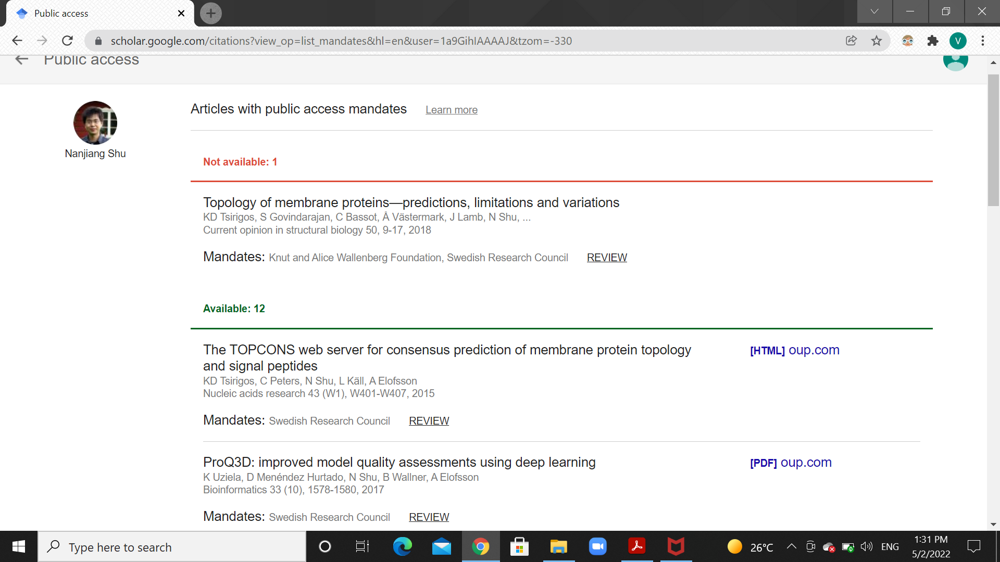 Public access
scholar.google.com/citations?view_op=list_mandates&hl=en&user=1a9GihIAAAAJ&tzom=-330
V
Public access
Nanjiang Shu
Articles with public access mandates Learn more
Not available: 1
Topology of membrane proteins—predictions, limitations and variations
KD Tsirigos, S Govindarajan, C Bassot, Å Västermark, J Lamb, N Shu, ...
Current opinion in structural biology 50, 9-17, 2018
Mandates: Knut and Alice Wallenberg Foundation, Swedish Research Council REVIEW
Available: 12
The TOPCONS web server for consensus prediction of membrane protein topology
and signal peptides
[HTML] oup.com
KD Tsirigos, C Peters, N Shu, L Käll, A Elofsson
Nucleic acids research 43 (W1), W401-W407, 2015
Mandates: Swedish Research Council REVIEW
ProQ3D: improved model quality assessments using deep learning
[PDF] oup.com
K Uziela, D Menéndez Hurtado, N Shu, B Wallner, A Elofsson
Bioinformatics 33 (10), 1578-1580, 2017
Mandates: Swedish Research Council REVIEW
Type here to search
26°C
ENG
1:31 PM
5/2/2022